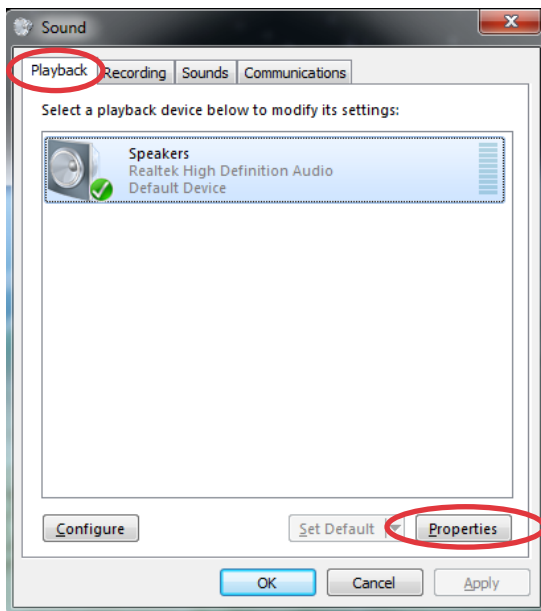 Sound
Playback Recording Sounds Communications
Select a playback device below to modify its settings:
Speakers
Realtek High Definition Audio
Default Device
Configure Set Default Properties
OK Cancel Apply